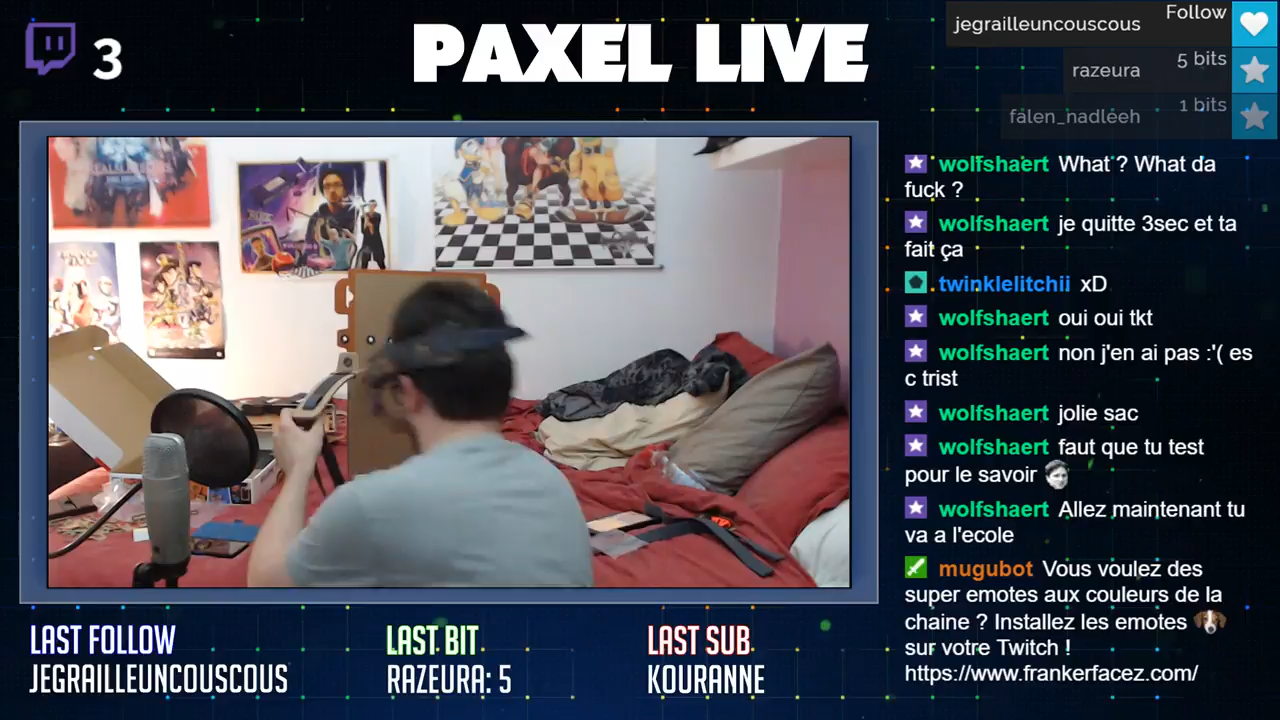 3
PAXEL LIVE
jegrailleuncouscous Follow
razeura 5 bits
falen_nadleeh 1 bits
wolfshaert What ? What da
fuck ?
wolfshaert je quitte 3sec et ta
fait ça
twinklelitchii xD
wolfshaert oui oui tkt
wolfshaert non j'en ai pas :'( es
c trist
wolfshaert jolie sac
wolfshaert faut que tu test
pour le savoir
wolfshaert Allez maintenant tu
va a l'ecole
mugubot Vous voulez des
super emotes aux couleurs de la
chaine ? Installez les emotes
sur votre Twitch !
https://www.frankerfacez.com/
LAST FOLLOW
JEGRAILLEUNCOUSCOUS
LAST BIT
RAZEURA: 5
LAST SUB
KOURANNE